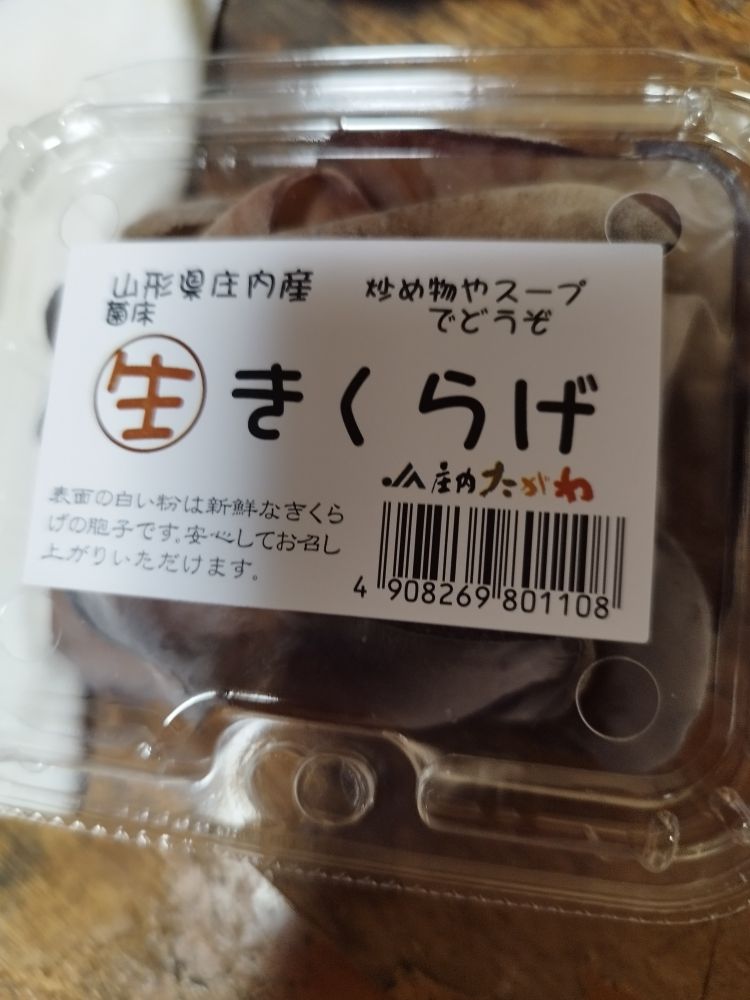 山形県庄内産
菌床
炒め物やスープ
でどうぞ
生きくらげ
JA庄内たがわ
表面の白い粉は新鮮なきくら
げの胞子です。安心してお召し
上がりいただけます。
4 908269 801108